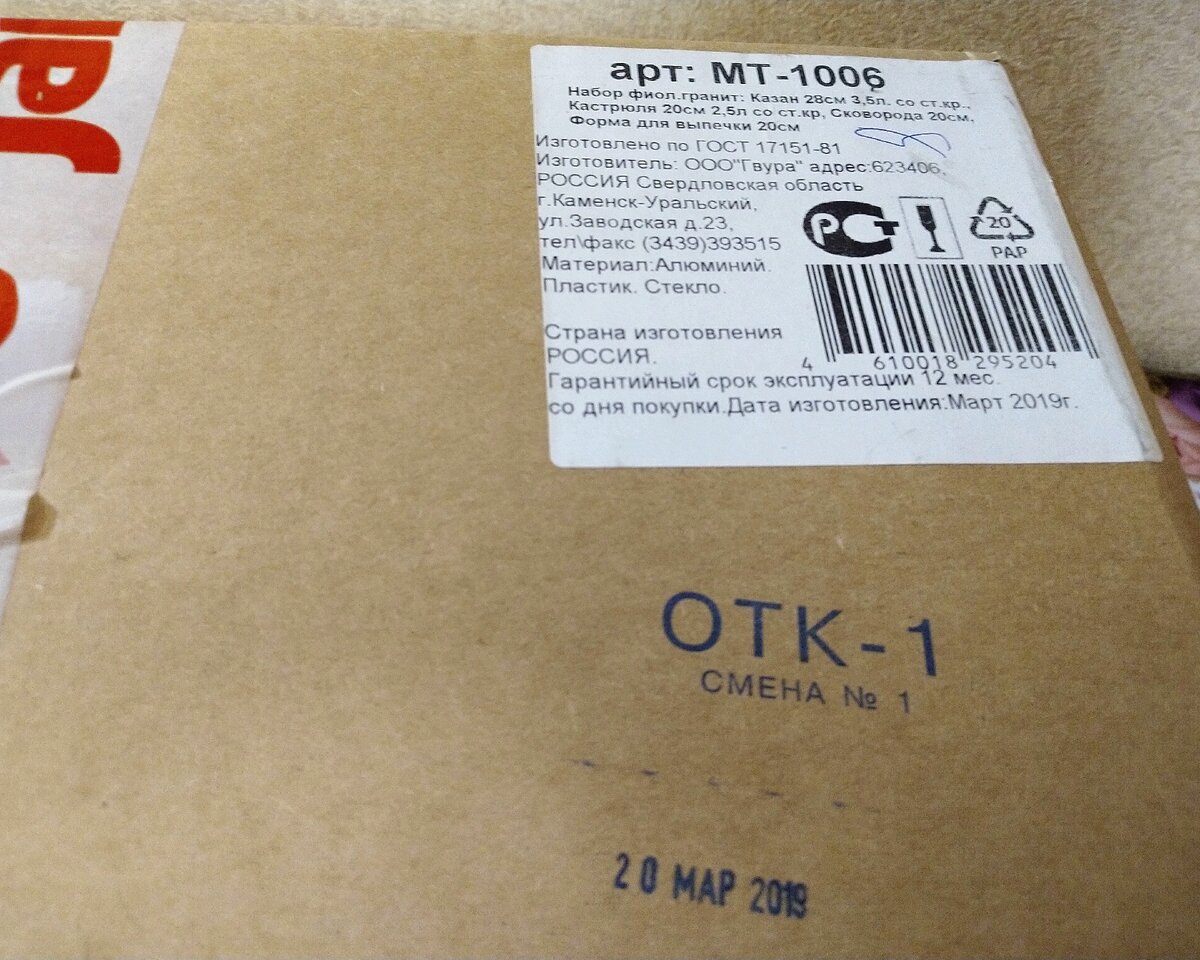 арт: МТ-1006
Набор фиол.гранит: Казан 28см 3,5л. со ст.кр.,
Кастрюля 20см 2,5л со ст.кр, Сковорода 20см,
Форма для выпечки 20см
Изготовлено по ГОСТ 17151-81
Изготовитель: ООО"Гвура" адрес:623406,
РОССИЯ Свердловская область
г.Каменск-Уральский,
ул.Заводская д.23,
тел\факс (3439)393515
Материал:Алюминий.
Пластик. Стекло.
РСТ
20
PAP
Страна изготовления
РОССИЯ.
4 610018 295204
Гарантийный срок эксплуатации 12 мес.
со дня покупки.Дата изготовления:Март 2019г.
ОТК-1
СМЕНА № 1
20 МАР 2019